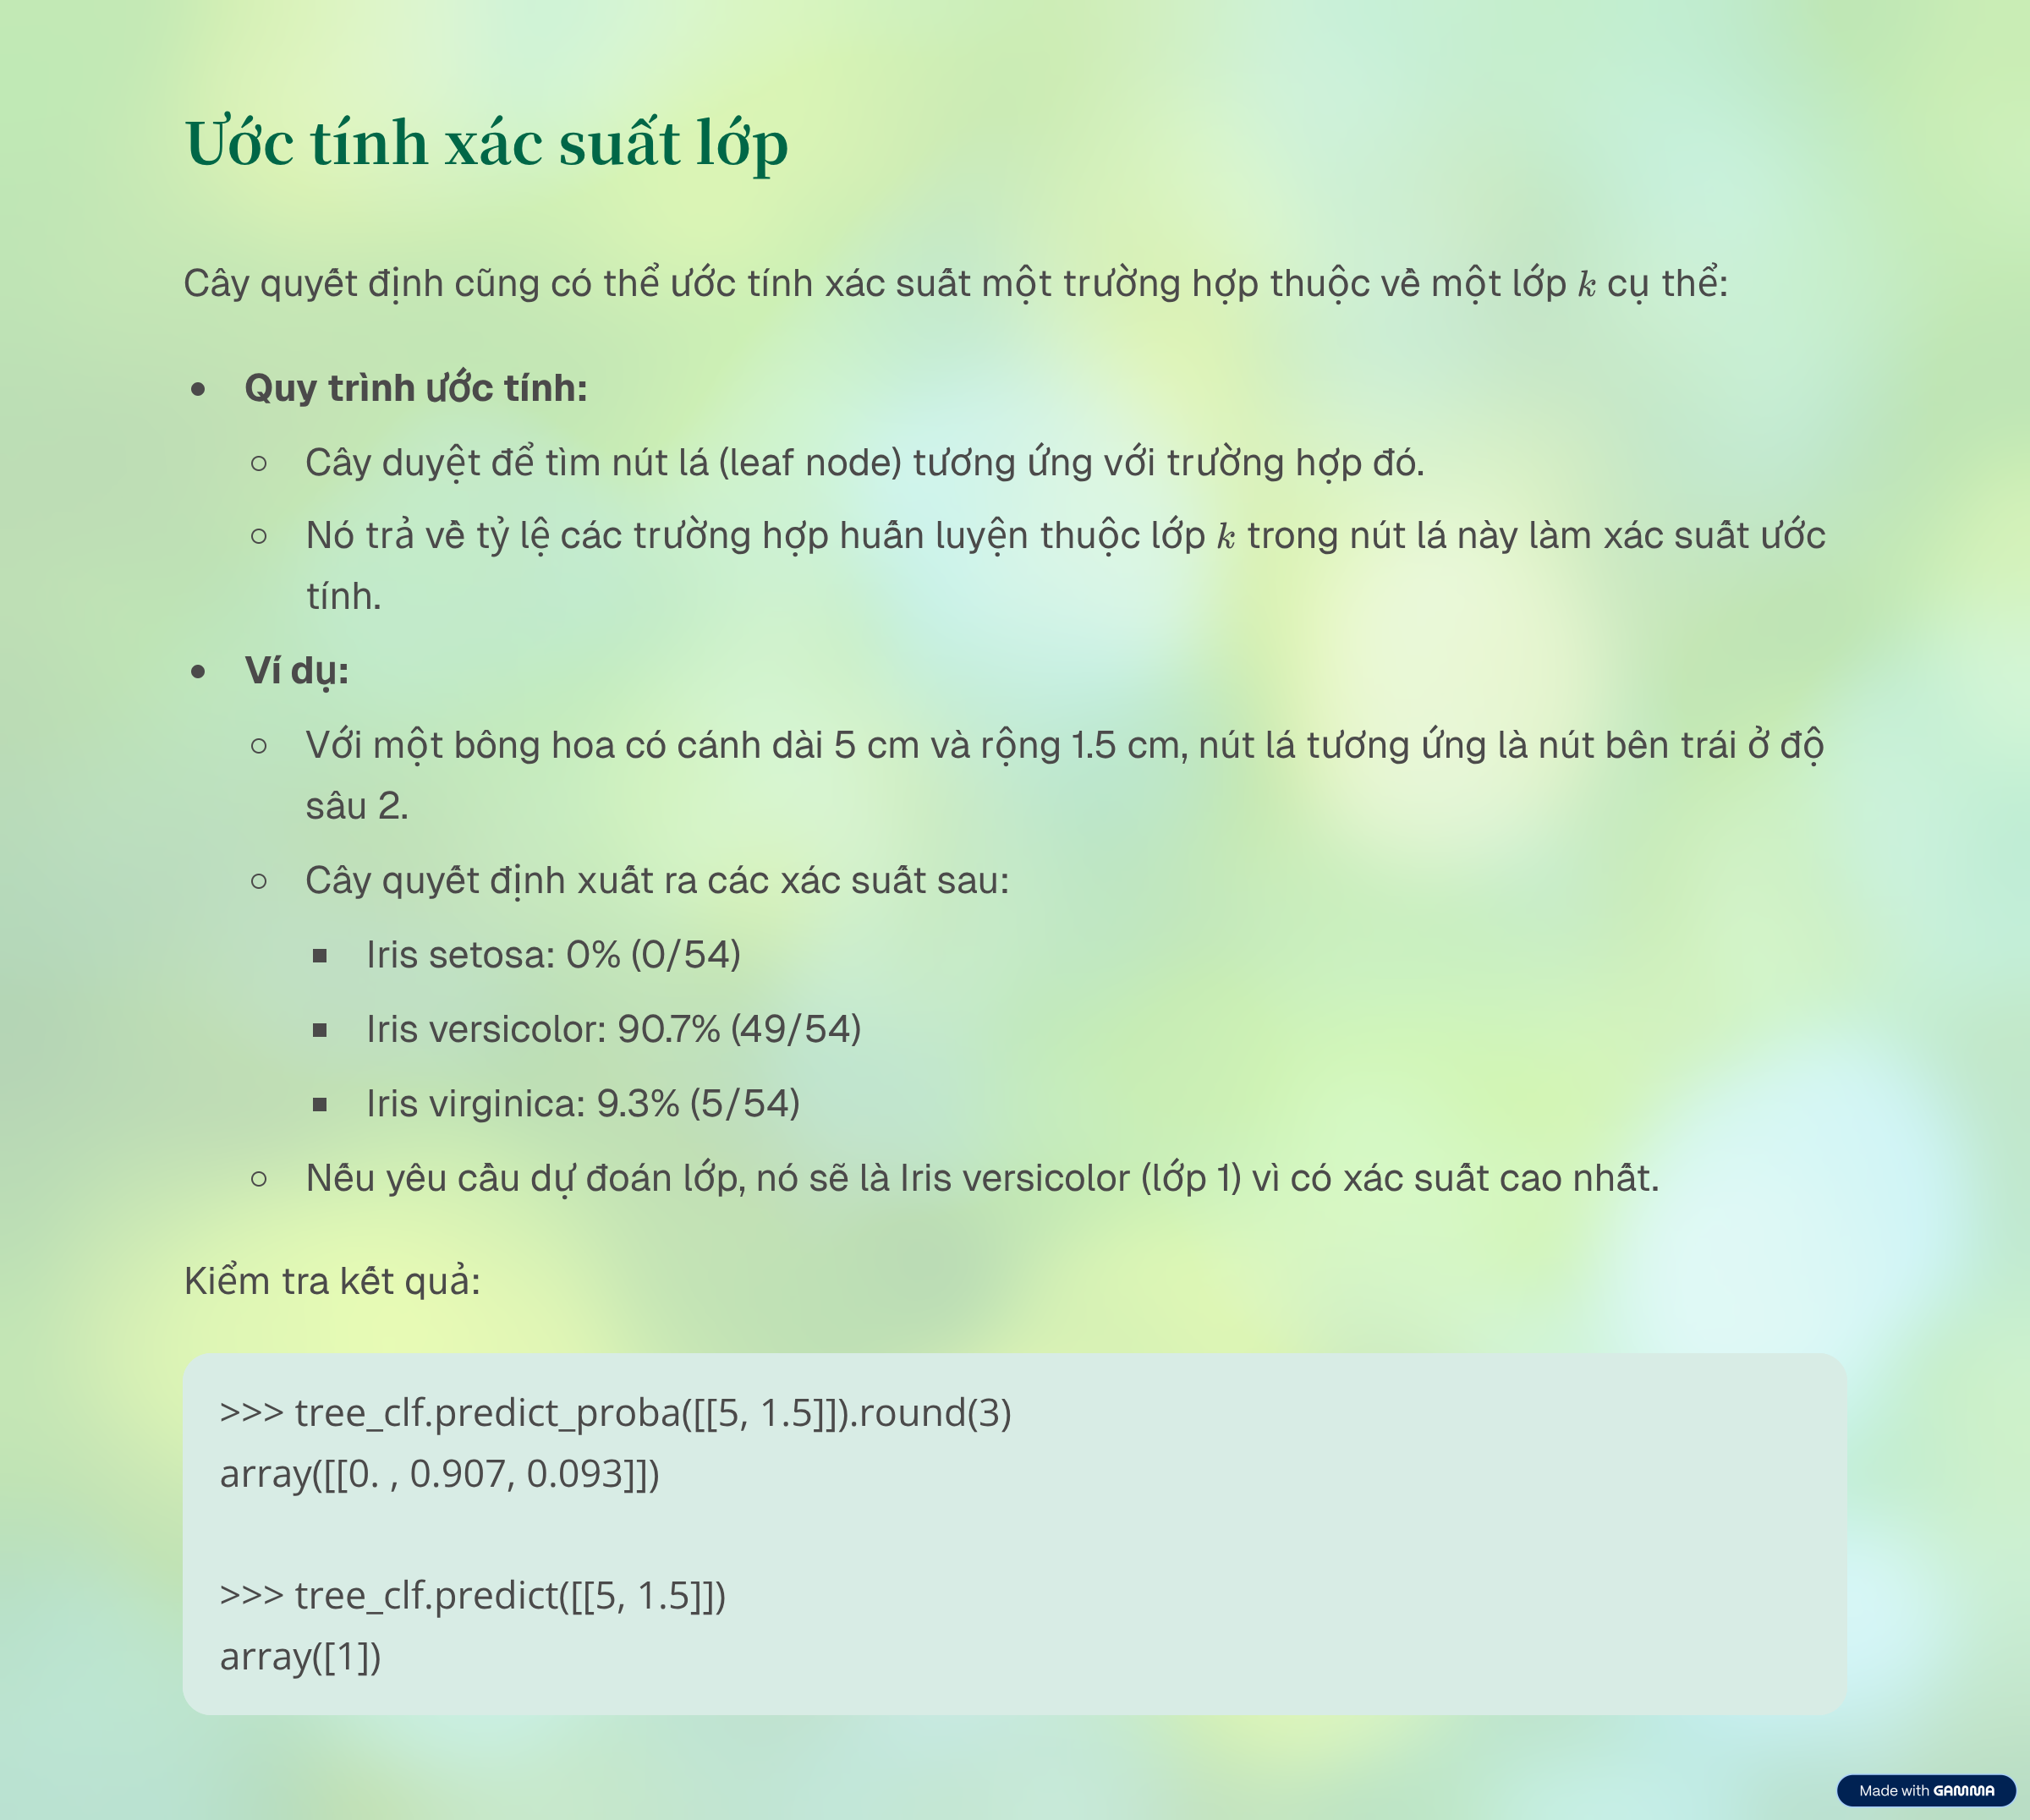 Ước tính xác suất lớp
Cây quyết định cũng có thể ước tính xác suất một trường hợp thuộc về một lớp k cụ thể:
Quy trình ước tính:
Cây duyệt để tìm nút lá (leaf node) tương ứng với trường hợp đó.
Nó trả về tỷ lệ các trường hợp huấn luyện thuộc lớp k trong nút lá này làm xác suất ước
tính.
Ví dụ:
Với một bông hoa có cánh dài 5 cm và rộng 1.5 cm, nút lá tương ứng là nút bên trái ở độ
sâu 2.
Cây quyết định xuất ra các xác suất sau:
Iris setosa: 0% (0/54)
Iris versicolor: 90.7% (49/54)
Iris virginica: 9.3% (5/54)
Nếu yêu cầu dự đoán lớp, nó sẽ là Iris versicolor (lớp 1) vì có xác suất cao nhất.
Kiểm tra kết quả:
>>> tree_clf.predict_proba([[5, 1.5]]).round(3)
array([[0. , 0.907, 0.093]])
>>> tree_clf.predict([[5, 1.5]])
array([1])
Made with GAMMA